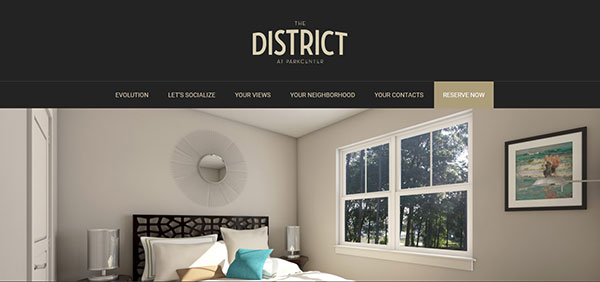 THE
DISTRICT
AT PARKCENTER
EVOLUTION LET'S SOCIALIZE YOUR VIEWS YOUR NEIGHBORHOOD YOUR CONTACTS RESERVE NOW